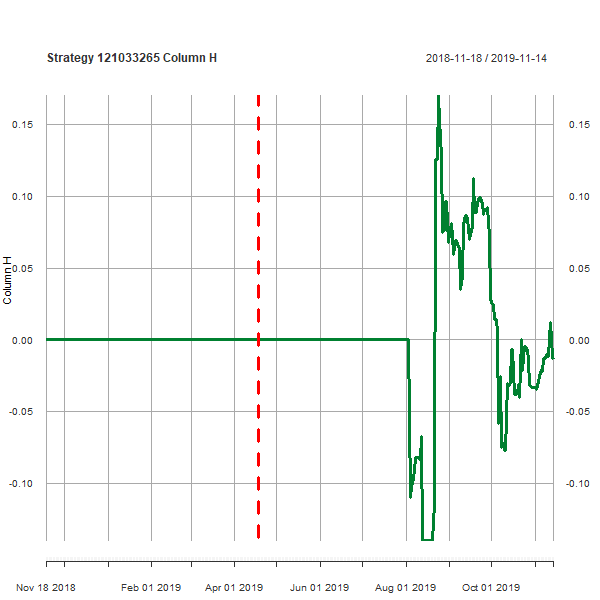 Strategy 121033265 Column H
2018-11-18 / 2019-11-14
0.15 0.15
0.10 0.10
0.05 0.05
Column H
0.00 0.00
-0.05 -0.05
-0.10 -0.10
Nov 18 2018 Feb 01 2019 Apr 01 2019 Jun 01 2019 Aug 01 2019 Oct 01 2019